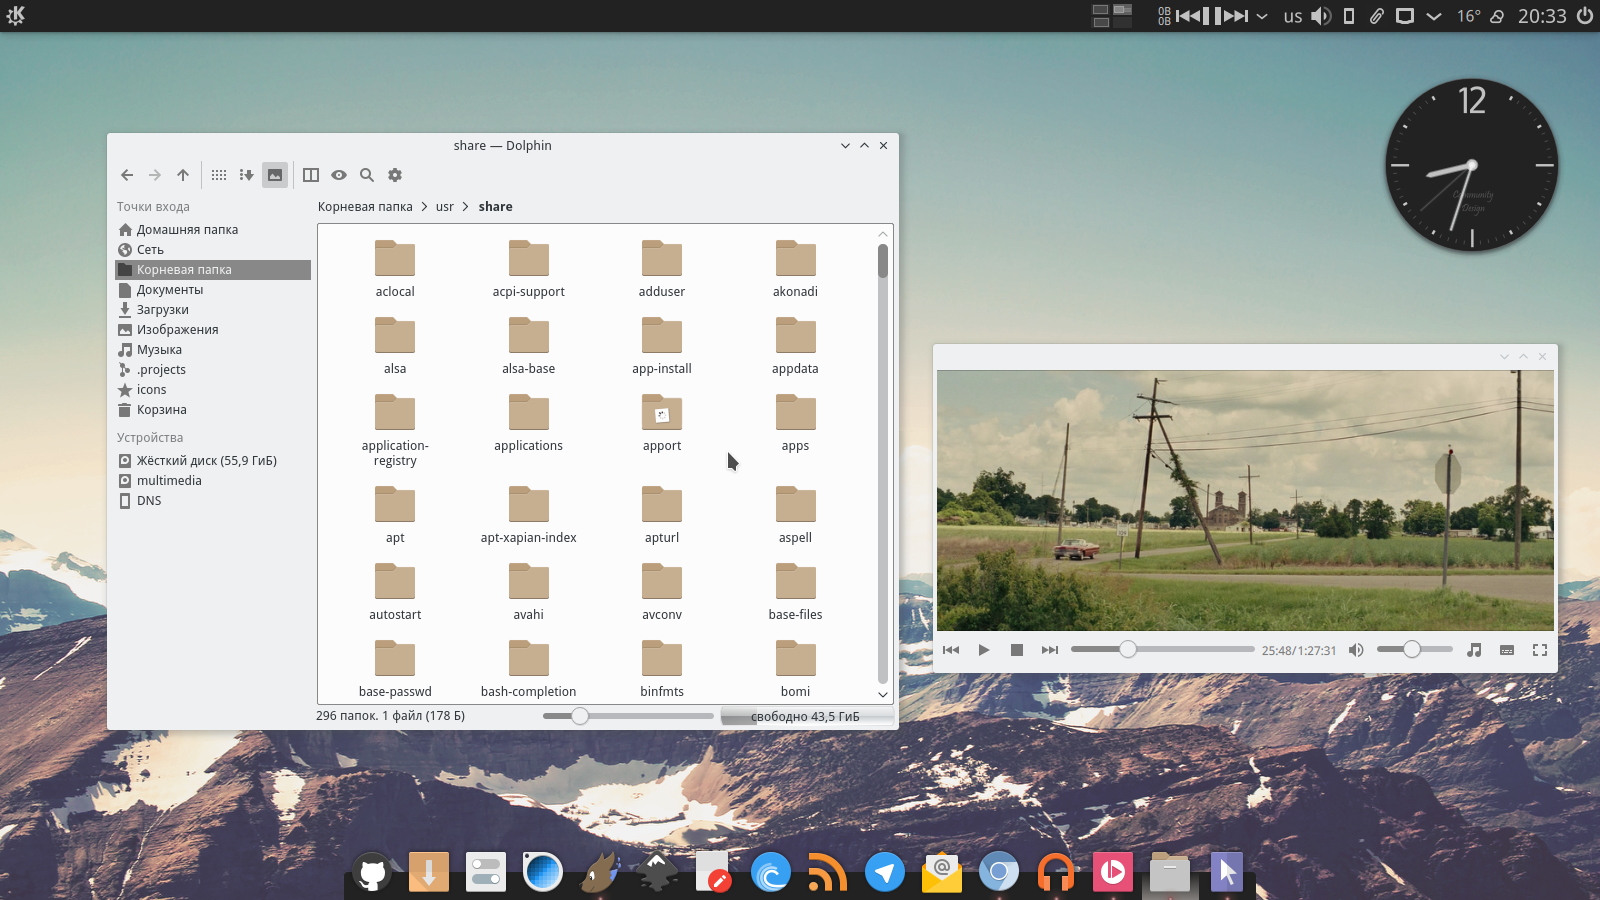 0B
0B
us
16°
20:33
12
Community
Design
share — Dolphin
Точки входа
Домашняя папка
Сеть
Корневая папка
Документы
Загрузки
Изображения
Музыка
.projects
icons
Корзина
Устройства
Жёсткий диск (55,9 ГиБ)
multimedia
DNS
Корневая папка > usr > share
aclocal acpi-support adduser akonadi
alsa alsa-base app-install appdata
application-registry applications apport apps
apt apt-xapian-index apturl aspell
autostart avahi avconv base-files
base-passwd bash-completion binfmts bomi
296 папок. 1 файл (178 Б)
свободно 43,5 ГиБ
25:48/1:27:31